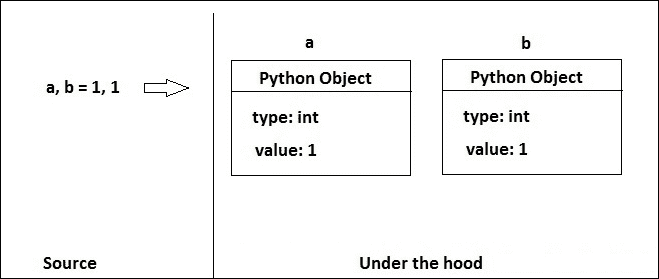 a, b = 1, 1
a
Python Object
type: int
value: 1
b
Python Object
type: int
value: 1
Source
Under the hood